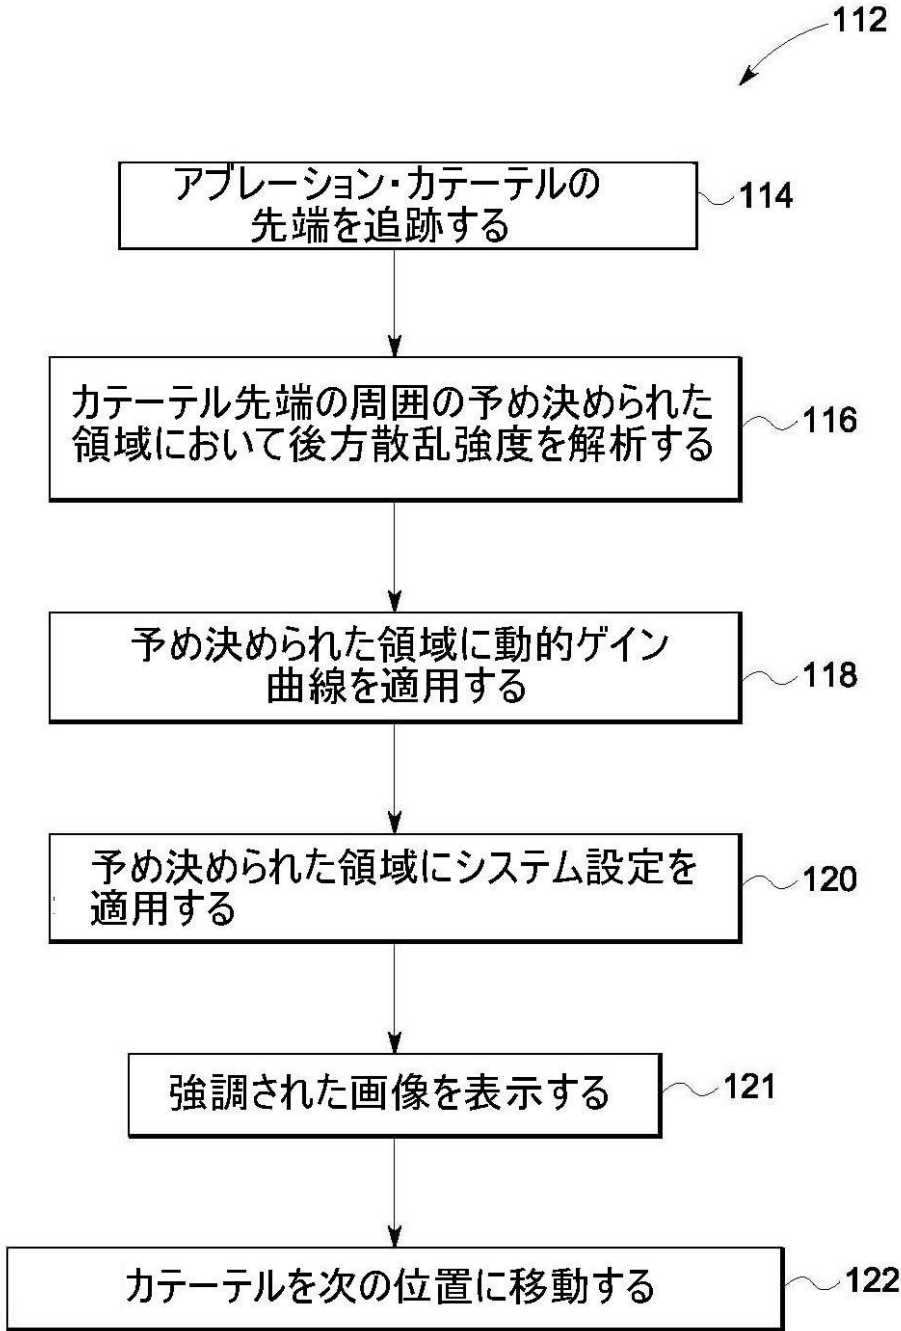 112
アブレーション・カテーテルの
先端を追跡する
114
カテーテル先端の周囲の予め決められた
領域において後方散乱強度を解析する
116
予め決められた領域に動的ゲイン
曲線を適用する
118
予め決められた領域にシステム設定を
適用する
120
強調された画像を表示する
121
カテーテルを次の位置に移動する
122